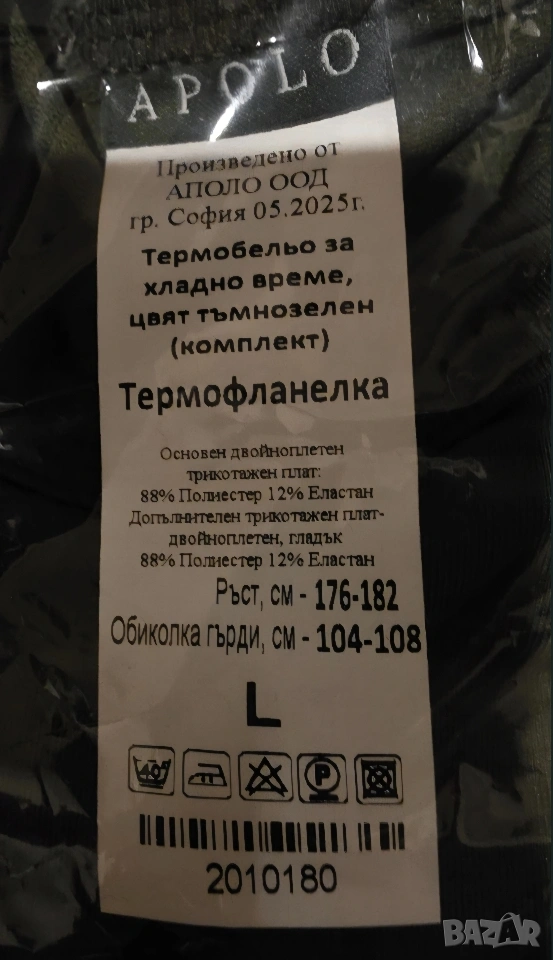 APOLO
Произведено от
АПОЛО ООД
гр. София 05.2025г.
Термобельо за
хладно време,
цвят тъмнозелен
(комплект)
Термофланелка
Основен двойноплетен
трикотажен плат:
88% Полиестер 12% Еластан
Допълнителен трикотажен плат-
двойноплетен, гладък
88% Полиестер 12% Еластан
Ръст, см - 176-182
Обиколка гърди, см - 104-108
L
40° P
2010180
BAZAR